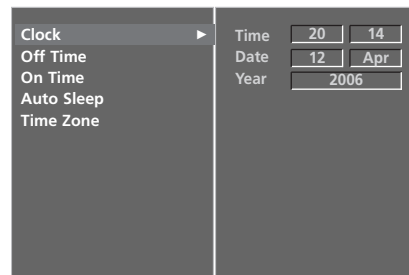 Clock ►
Off Time
On Time
Auto Sleep
Time Zone
Time 20 14
Date 12 Apr
Year 2006